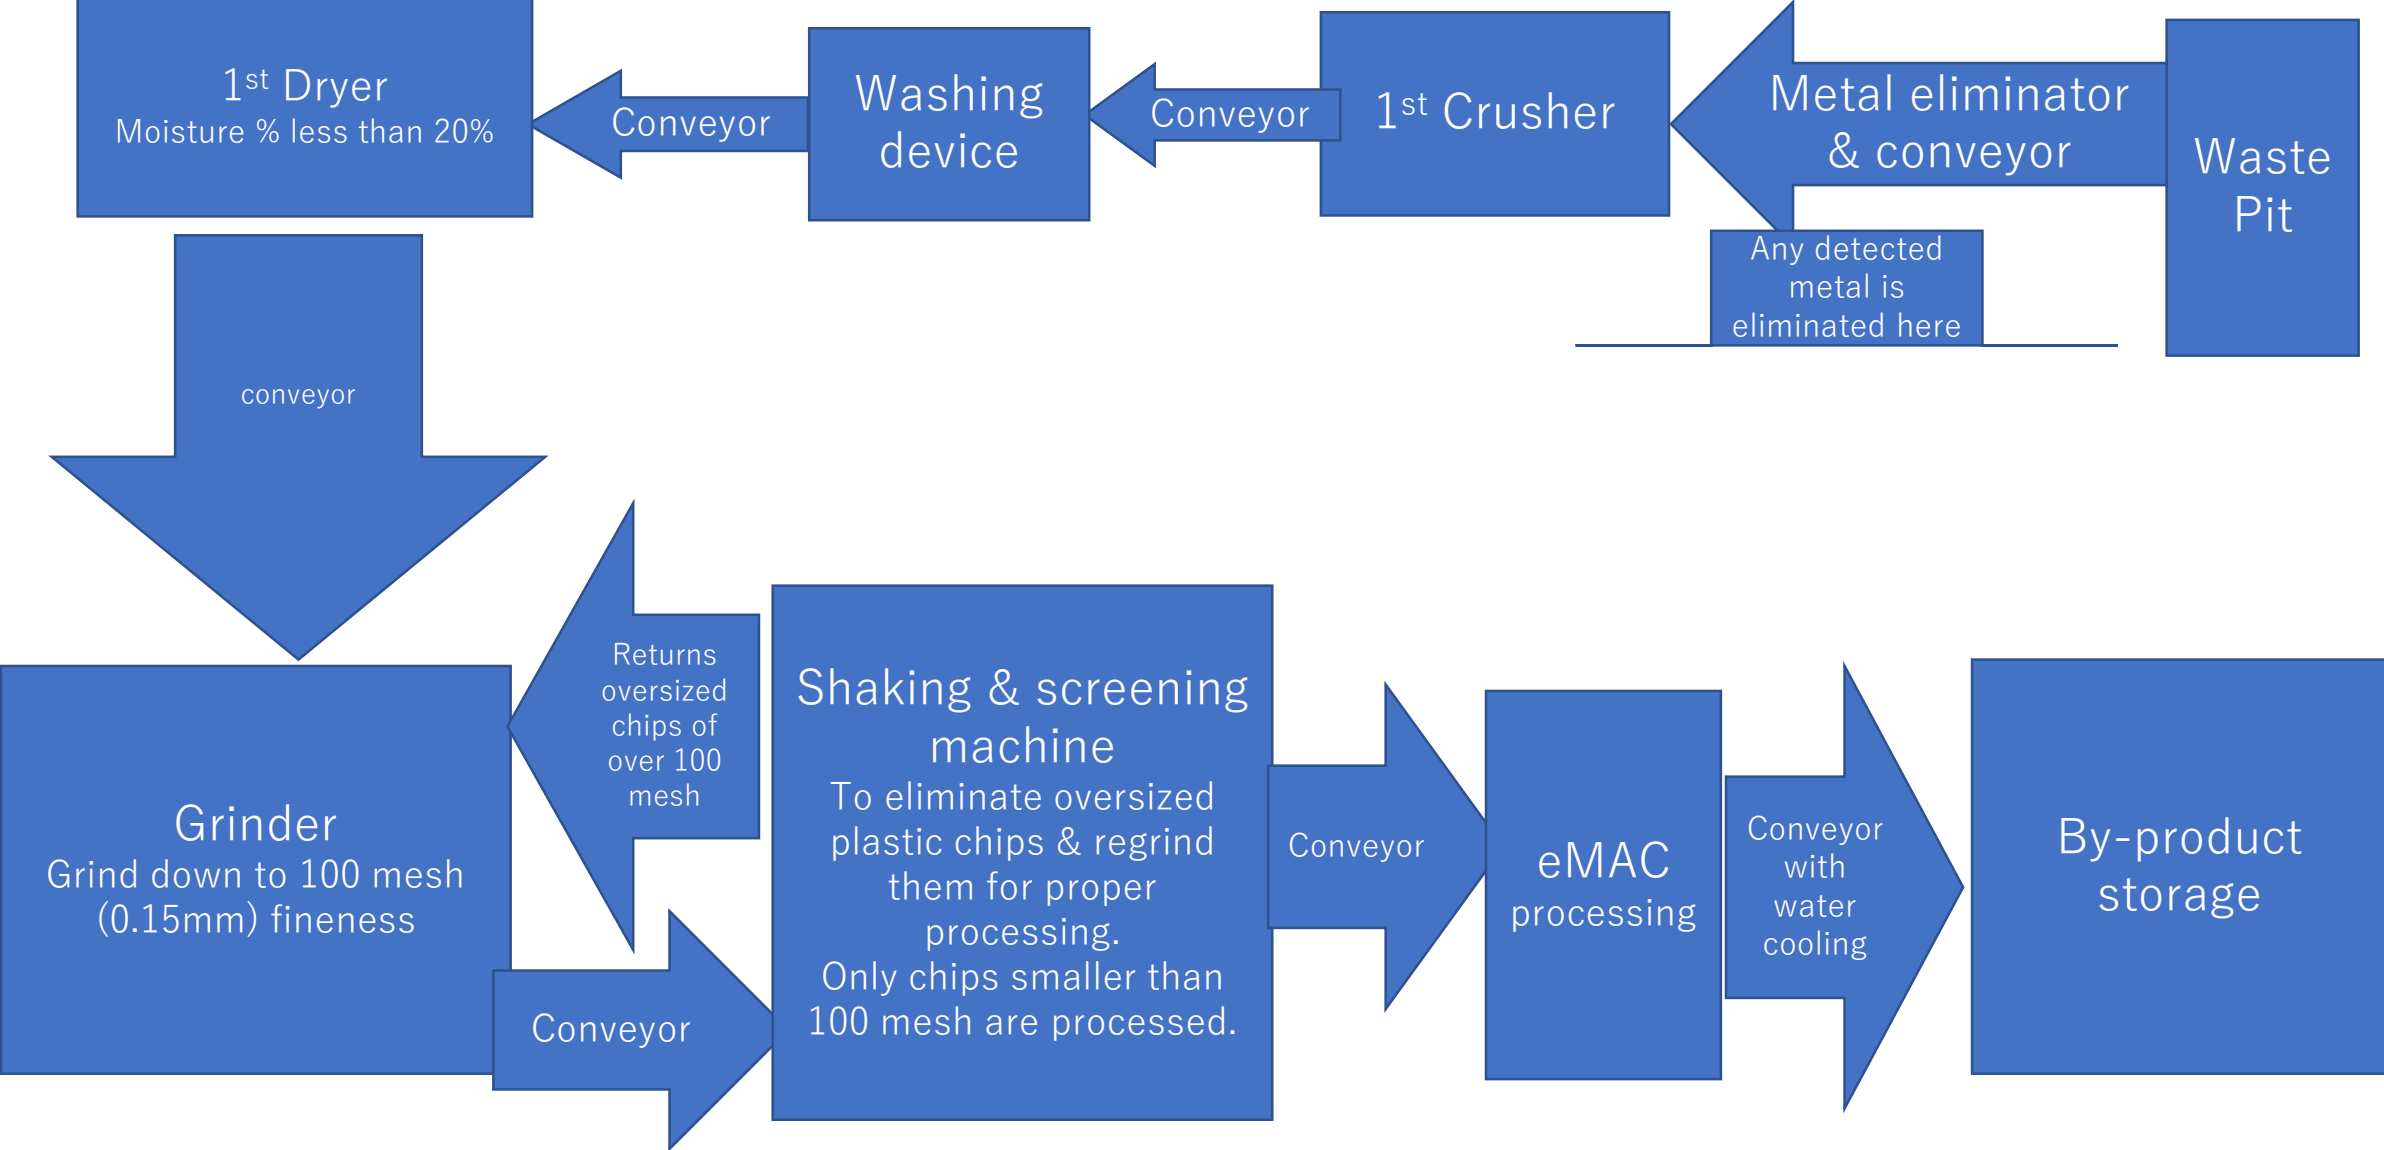 Waste
Pit
Metal eliminator
& conveyor
Any detected
metal is
eliminated here
1st Crusher
Conveyor
Washing
device
Conveyor
1st Dryer
Moisture % less than 20%
conveyor
Grinder
Grind down to 100 mesh
(0.15mm) fineness
Conveyor
Returns
oversized
chips of
over 100
mesh
Shaking & screening
machine
To eliminate oversized
plastic chips & regrind
them for proper
processing.
Only chips smaller than
100 mesh are processed.
Conveyor
eMAC
processing
Conveyor
with
water
cooling
By-product
storage